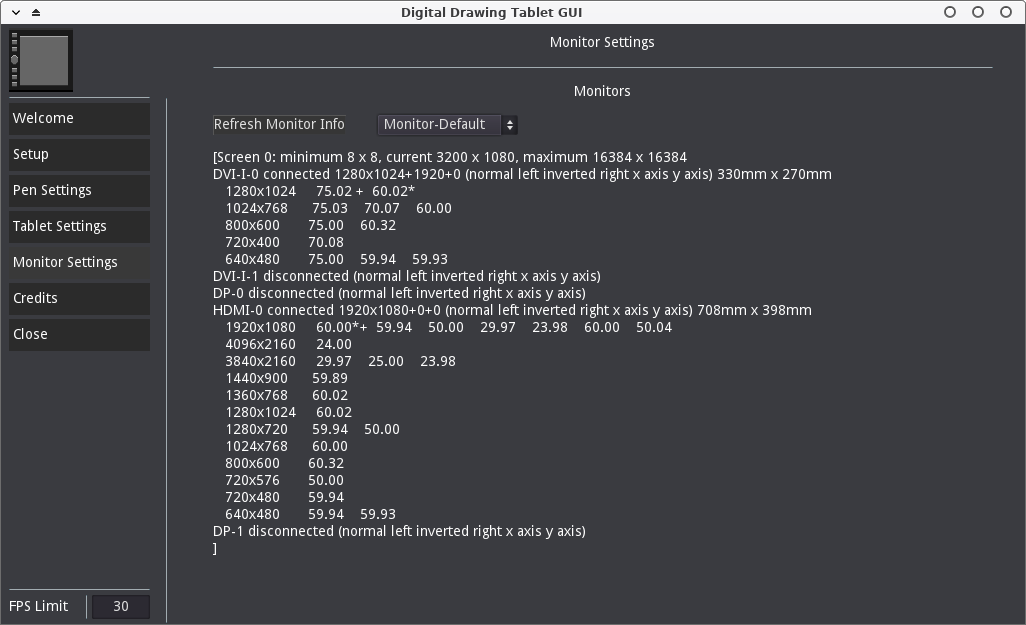 Digital Drawing Tablet GUI
Monitor Settings
Monitors
Welcome
Setup
Pen Settings
Tablet Settings
Monitor Settings
Credits
Close
FPS Limit 30
Refresh Monitor Info Monitor-Default
[Screen 0: minimum 8 x 8, current 3200 x 1080, maximum 16384 x 16384
DVI-I-0 connected 1280x1024+1920+0 (normal left inverted right x axis y axis) 330mm x 270mm
1280x1024 75.02 + 60.02*
1024x768 75.03 70.07 60.00
800x600 75.00 60.32
720x400 70.08
640x480 75.00 59.94 59.93
DVI-I-1 disconnected (normal left inverted right x axis y axis)
DP-0 disconnected (normal left inverted right x axis y axis)
HDMI-0 connected 1920x1080+0+0 (normal left inverted right x axis y axis) 708mm x 398mm
1920x1080 60.00*+ 59.94 50.00 29.97 23.98 60.00 50.04
4096x2160 24.00
3840x2160 29.97 25.00 23.98
1440x900 59.89
1360x768 60.02
1280x1024 60.02
1280x720 59.94 50.00
1024x768 60.00
800x600 60.32
720x576 50.00
720x480 59.94
640x480 59.94 59.93
DP-1 disconnected (normal left inverted right x axis y axis)
]